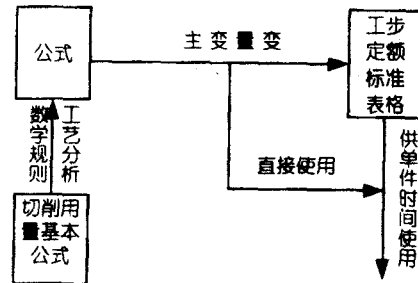 公式
主变量变
工步
定额
标准
表格
数学规则
工艺分析
直接使用
供单件时间使用
切削用
量基本
公式